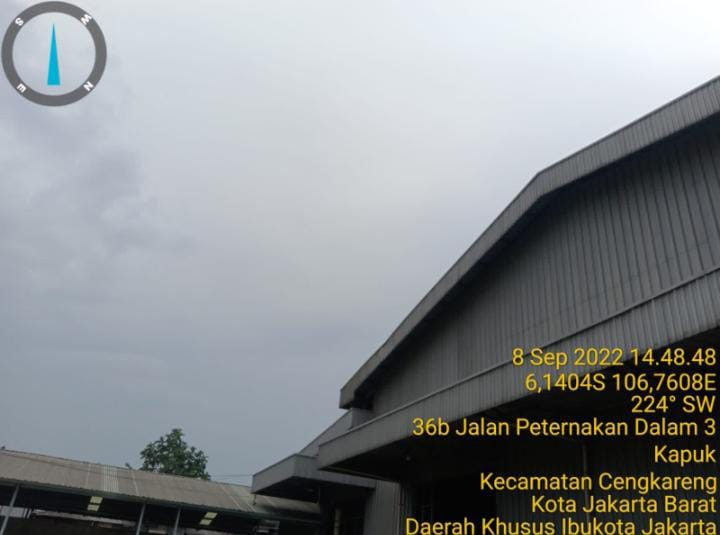 S
W
E
N
8 Sep 2022 14.48.48
6,1404S 106,7608E
224° SW
36b Jalan Peternakan Dalam 3
Kapuk
Kecamatan Cengkareng
Kota Jakarta Barat
Daerah Khusus Ibukota Jakarta